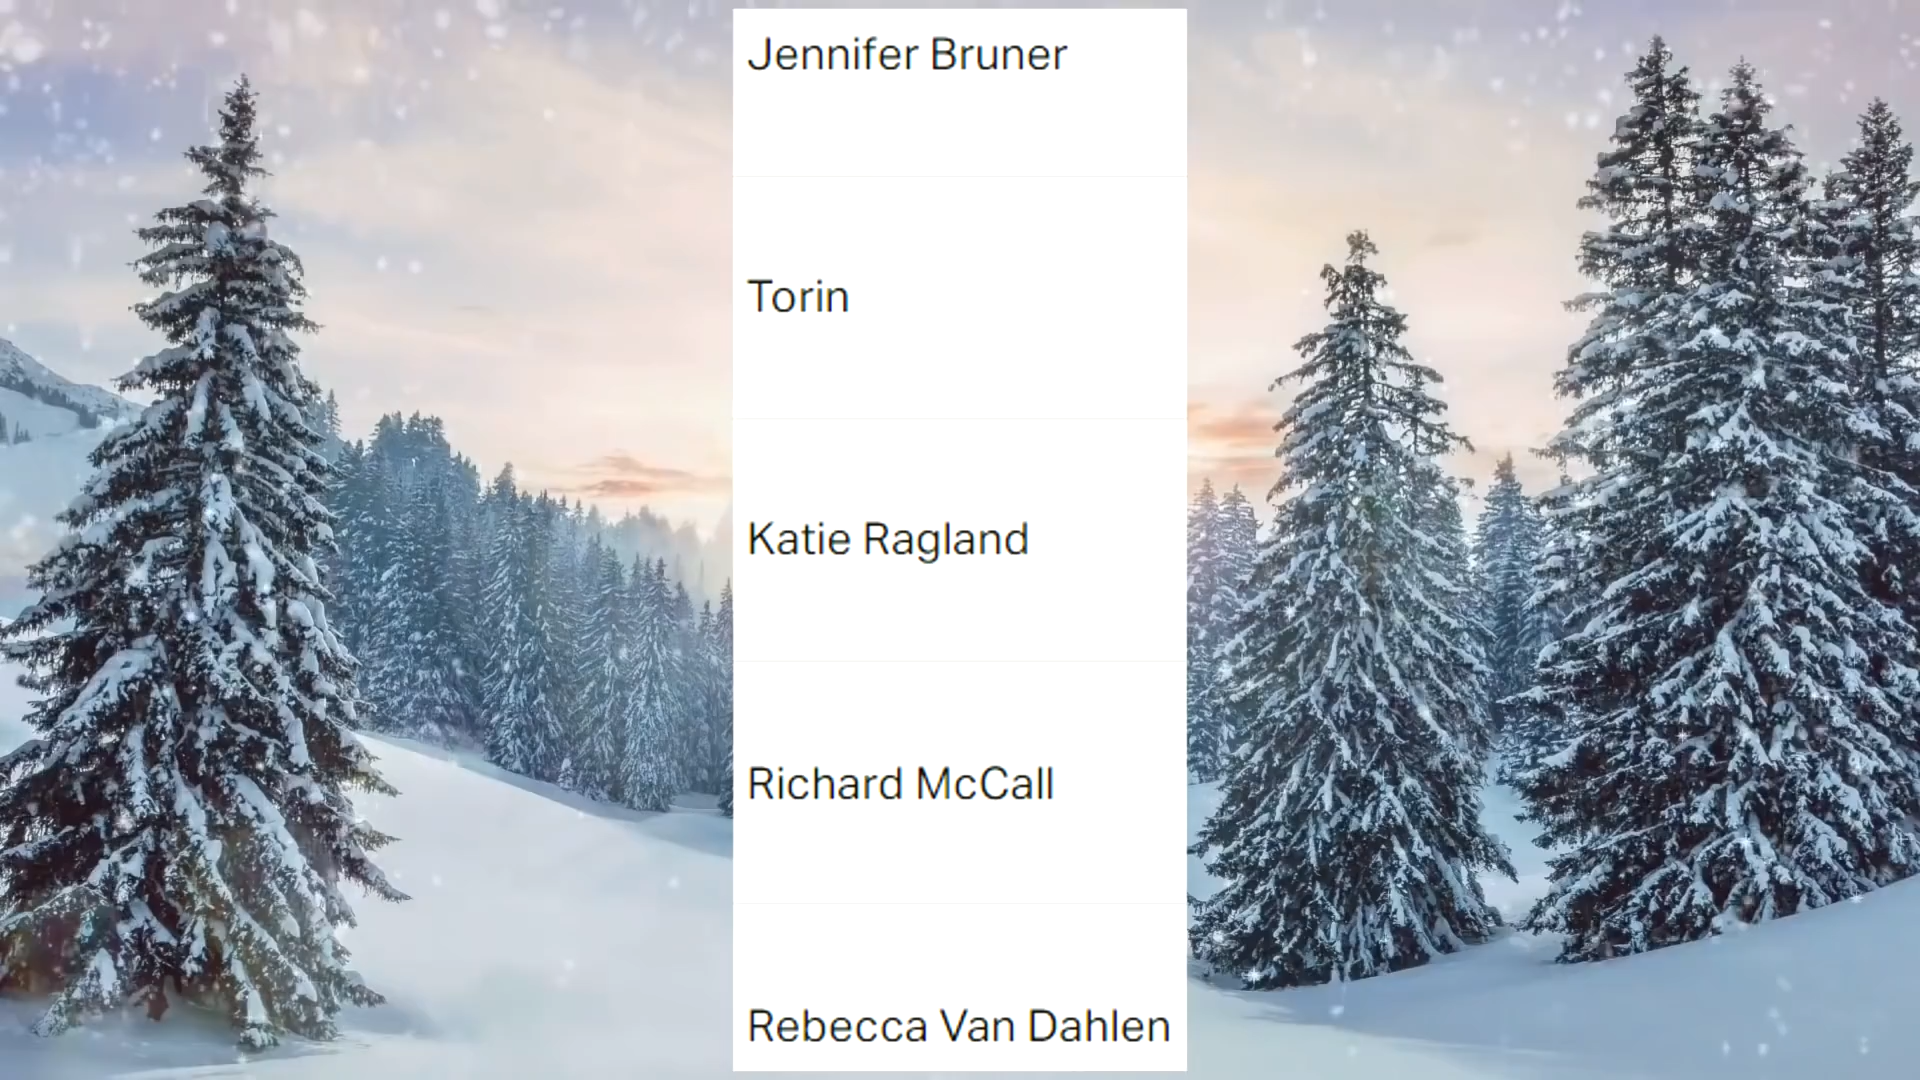 Jennifer Bruner
Torin
Katie Ragland
Richard McCall
Rebecca Van Dahlen